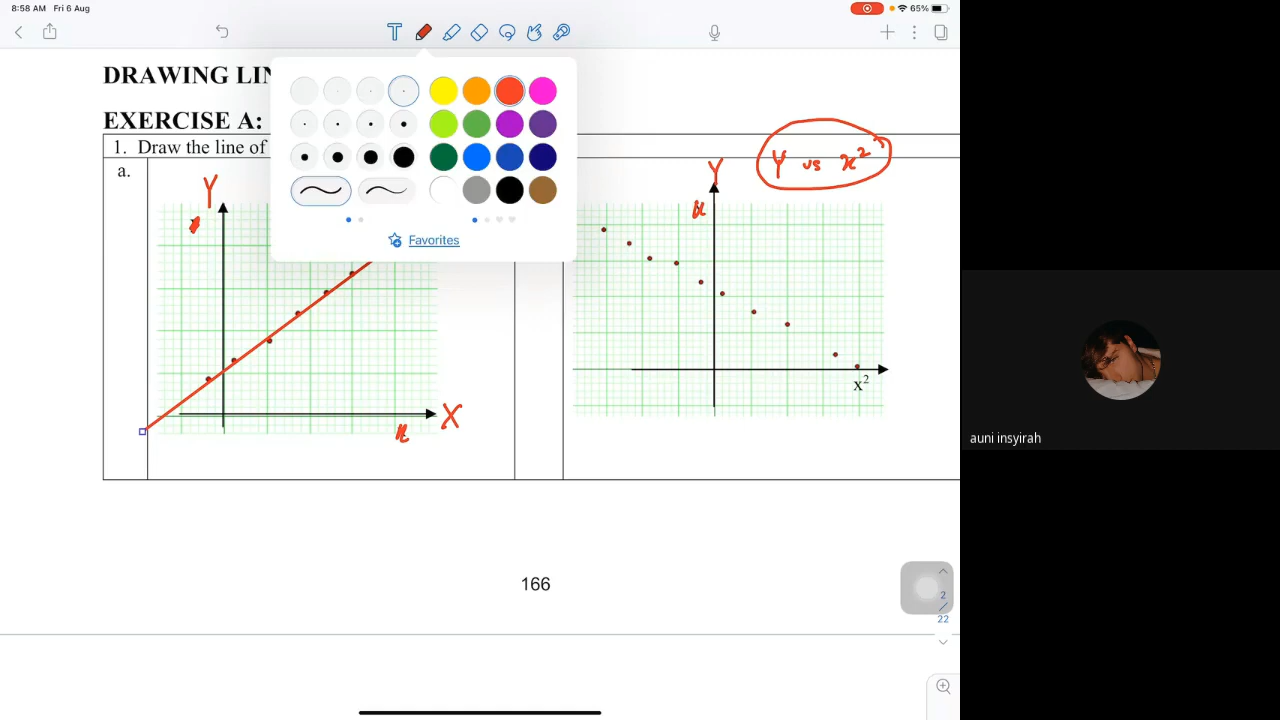 8:58 AM Fri 6 Aug
65%
T
Favorites
DRAWING LIN
EXERCISE A:
1. Draw the line of
a.
Y
X
Y vs x²
Y
x²
166
2
/
22
auni insyirah